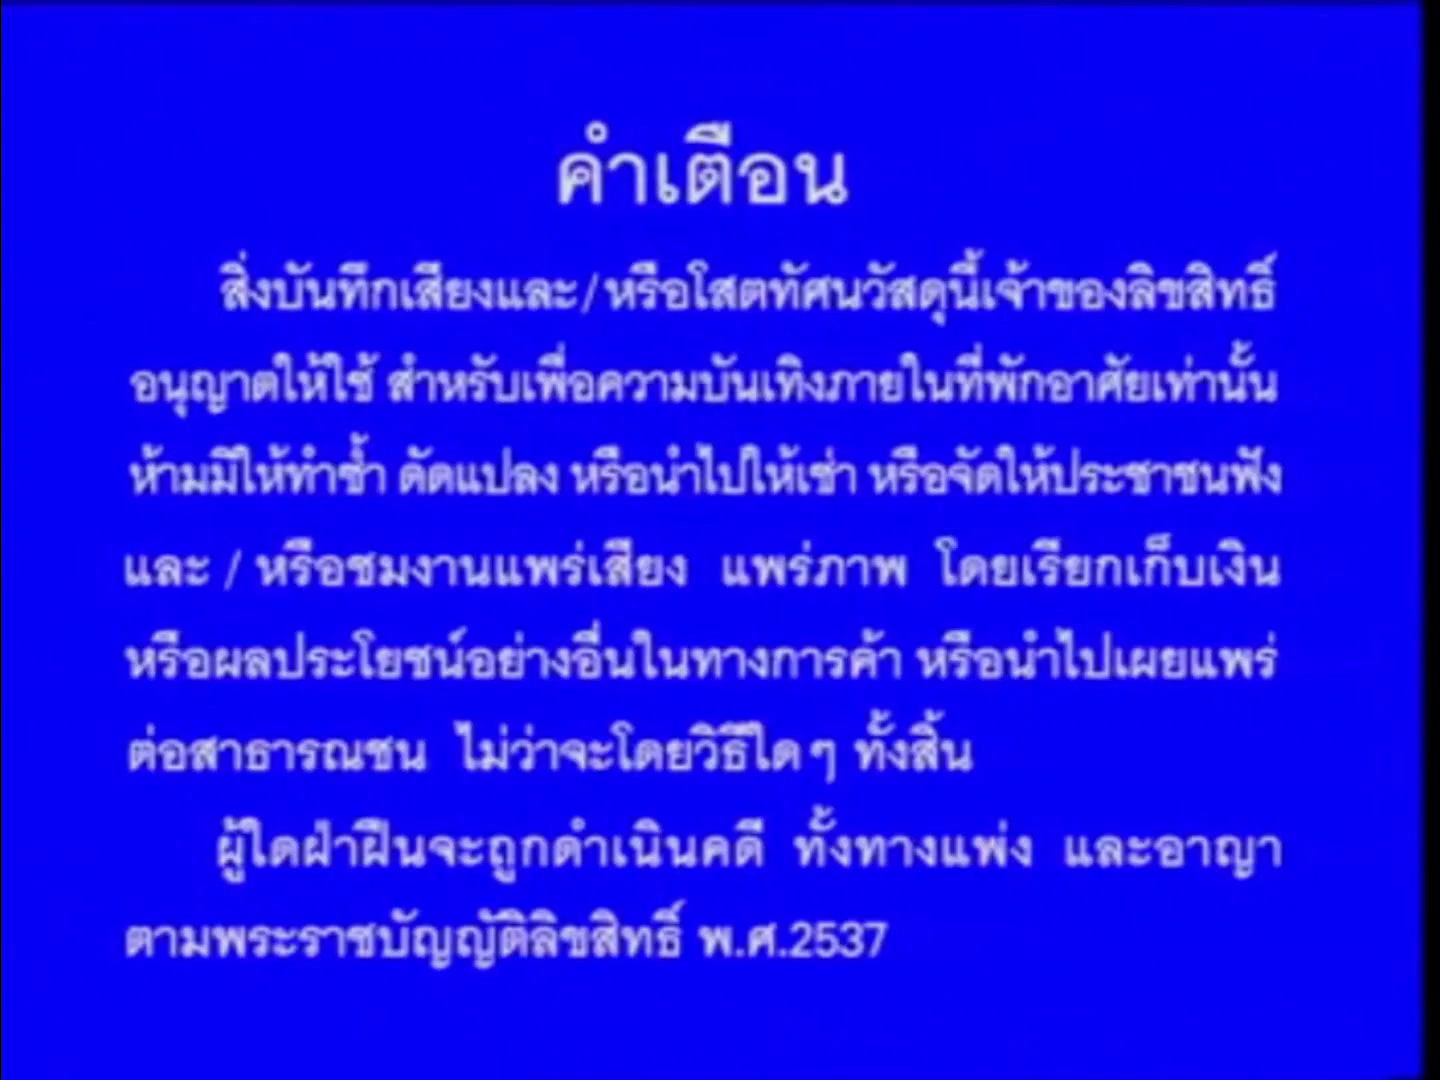 คำเตือน
สิ่งบันทึกเสียงและ/หรือโสตทัศนวัสดุนี้เจ้าของลิขสิทธิ์
อนุญาตให้ใช้ สำหรับเพื่อความบันเทิงภายในที่พักอาศัยเท่านั้น
ห้ามมิให้ทำซ้ำ ดัดแปลง หรือนำไปให้เช่า หรือจัดให้ประชาชนฟัง
และ / หรือชมงานแพร่เสียง แพร่ภาพ โดยเรียกเก็บเงิน
หรือผลประโยชน์อย่างอื่นในทางการค้า หรือนำไปเผยแพร่
ต่อสาธารณชน ไม่ว่าจะโดยวิธีใดๆ ทั้งสิ้น
ผู้ใดฝ่าฝืนจะถูกดำเนินคดี ทั้งทางแพ่ง และอาญา
ตามพระราชบัญญัติลิขสิทธิ์ พ.ศ.2537